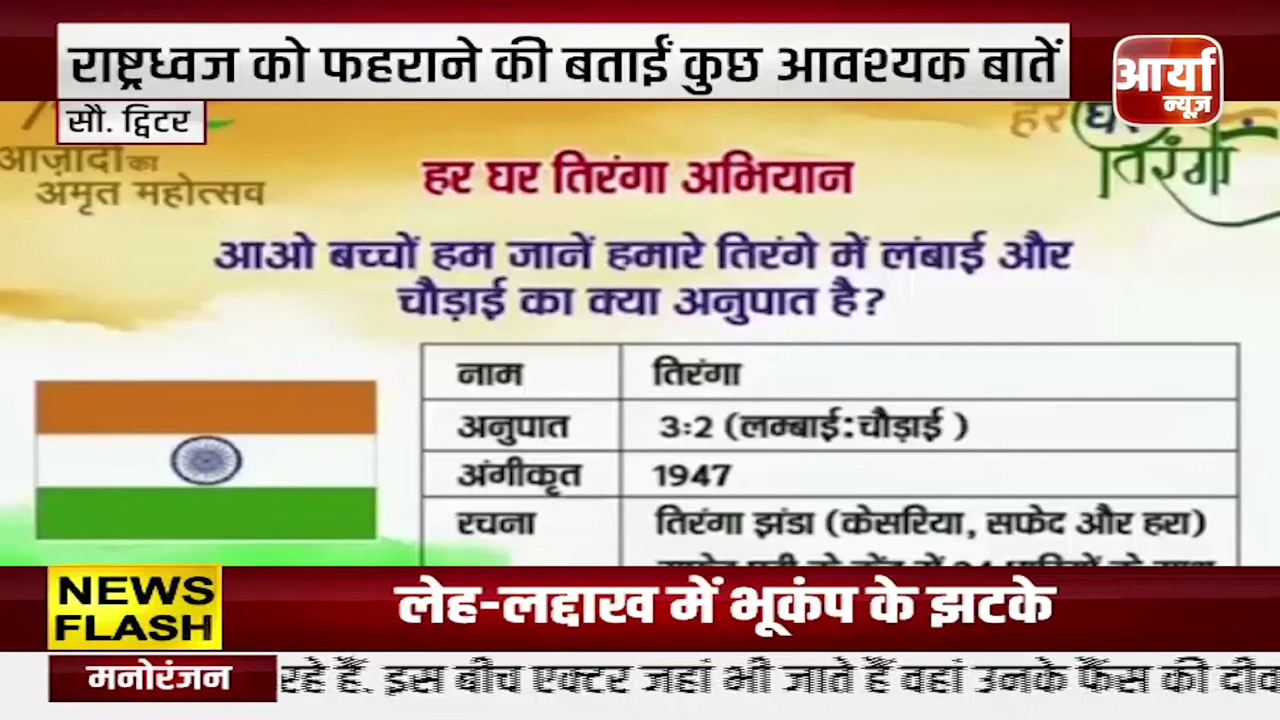 राष्ट्रध्वज को फहराने की बताईं कुछ आवश्यक बातें
आर्या
न्यूज़
सौ. ट्विटर
हर घर
तिरंगा
आज़ादी का
अमृत महोत्सव
हर घर तिरंगा अभियान
आओ बच्चों हम जानें हमारे तिरंगे में लंबाई और
चौड़ाई का क्या अनुपात है?
नाम तिरंगा
अनुपात 3:2 (लम्बाई:चौड़ाई )
अंगीकृत 1947
रचना तिरंगा झंडा (केसरिया, सफेद और हरा)
NEWS
FLASH
लेह-लद्दाख में भूकंप के झटके
मनोरंजन रहे हैं. इस बीच एक्टर जहां भी जाते हैं वहां उनके फैंस की